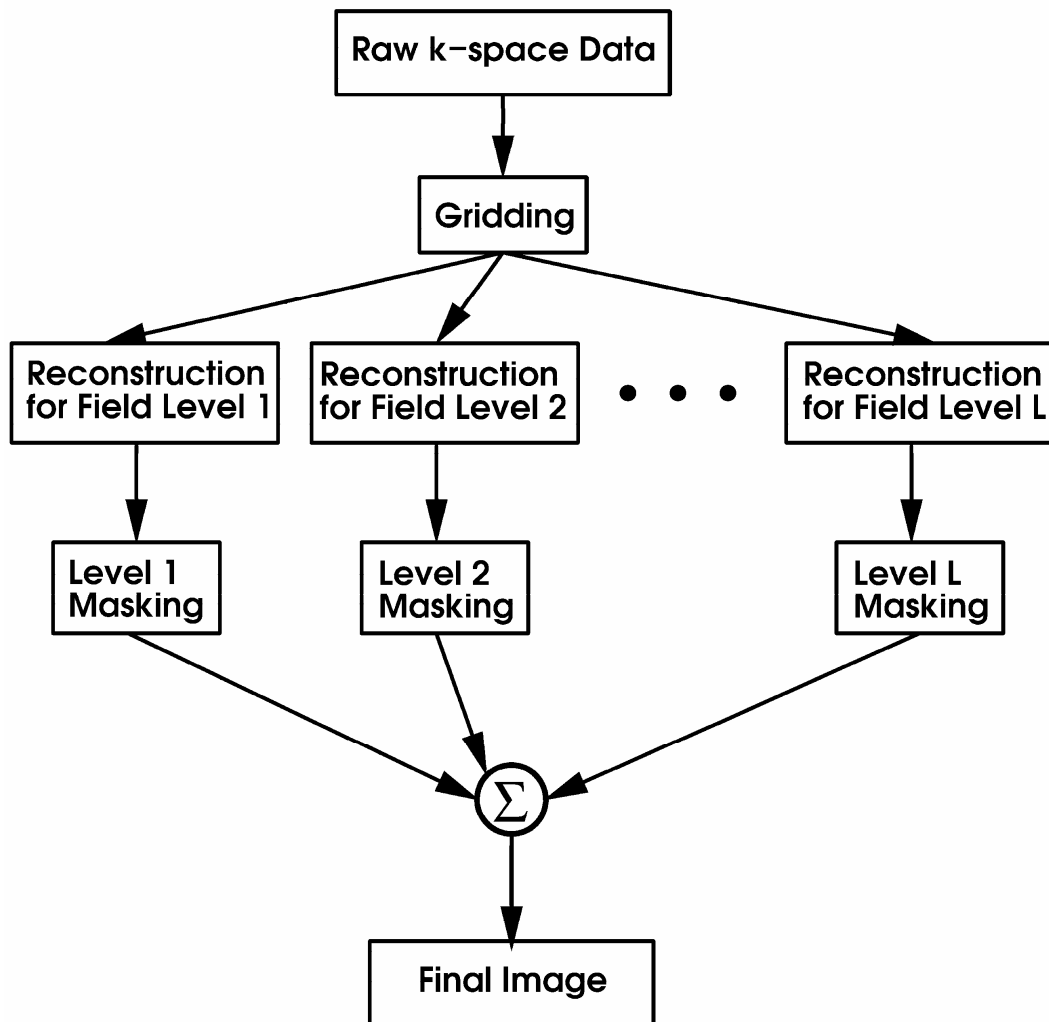 Raw k-space Data
Gridding
Reconstruction
for Field Level 1
Reconstruction
for Field Level 2
Reconstruction
for Field Level L
Level 1
Masking
Level 2
Masking
Level L
Masking
Σ
Final Image